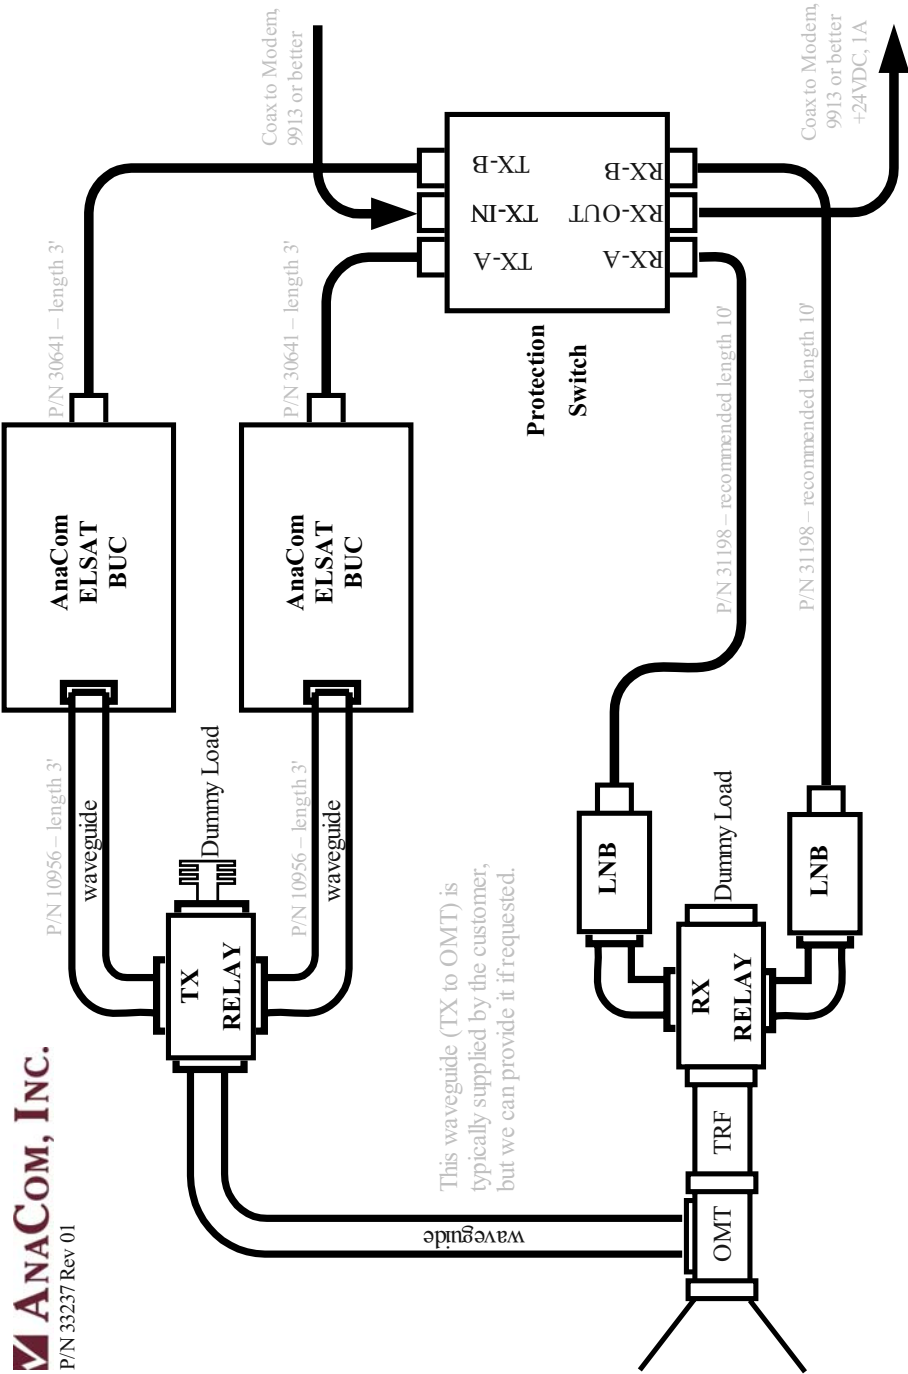 ANACOM, INC.
P/N 33237 Rev 01
P/N 10956 – length 3'
waveguide
AnaCom
ELSAT
BUC
P/N 30641 – length 3'
TX
RELAY
Dummy Load
P/N 10956 – length 3'
waveguide
AnaCom
ELSAT
BUC
P/N 30641 – length 3'
Coax to Modem,
9913 or better
TX-B
TX-IN
TX-A
RX-B
RX-OUT
RX-A
Protection
Switch
Coax to Modem,
9913 or better
+24VDC, 1A
waveguide
This waveguide (TX to OMT) is
typically supplied by the customer,
but we can provide it if requested.
LNB
P/N 31198 – recommended length 10'
OMT
TRF
RX
RELAY
Dummy Load
LNB
P/N 31198 – recommended length 10'